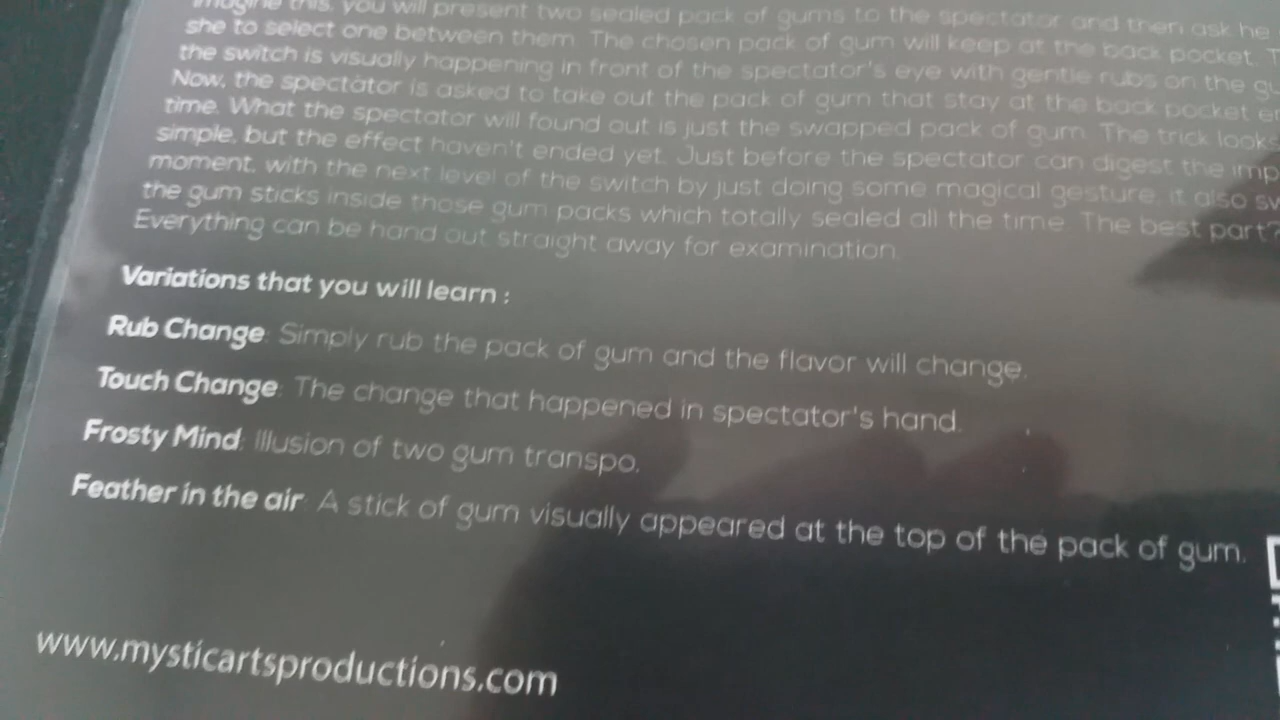 Imagine this, you will present two sealed pack of gums to the spectator and then ask he
she to select one between them. The chosen pack of gum will keep at the back pocket. T
the switch is visually happening in front of the spectator's eye with gentle rubs on the gu
Now, the spectator is asked to take out the pack of gum that stay at the back pocket
time. What the spectator will found out is just the swapped pack of gum. The trick looks
simple, but the effect haven't ended yet. Just before the spectator can digest the imp
moment, with the next level of the switch by just doing some magical gesture, it also sw
the gum sticks inside those gum packs which totally sealed all the time. The best part?
Everything can be hand out straight away for examination.
Variations that you will learn :
Rub Change: Simply rub the pack of gum and the flavor will change.
Touch Change: The change that happened in spectator's hand.
Frosty Mind: Illusion of two gum transpo.
Feather in the air: A stick of gum visually appeared at the top of the pack of gum.
www.mysticartsproductions.com